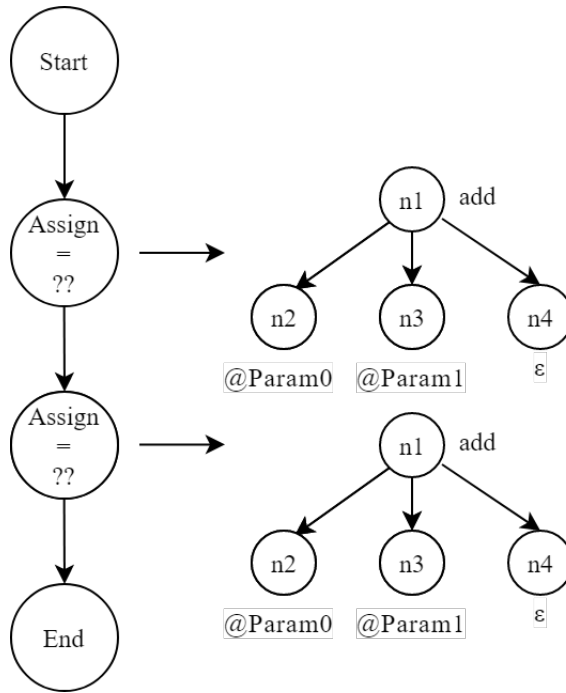 Start
Assign
=
??
n1 add
n2 n3 n4
@Param0 @Param1 ε
Assign
=
??
n1 add
n2 n3 n4
@Param0 @Param1 ε
End